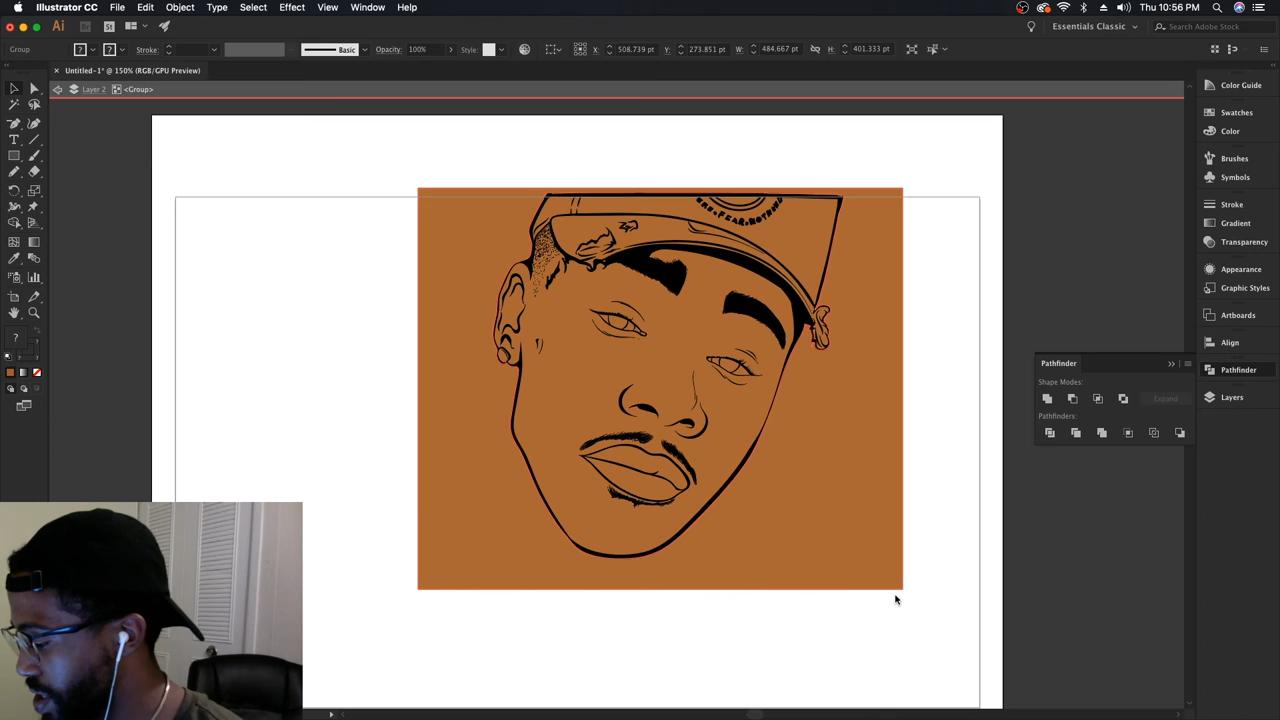 Illustrator CC File Edit Object Type Select Effect View Window Help
Thu 10:56 PM
Ai Br St Essentials Classic Search Adobe Stock
Group ? ? Stroke: Basic Opacity: 100% Style: X: 508.739 pt Y: 273.851 pt W: 484.667 pt H: 401.333 pt
× Untitled-1* @ 150% (RGB/GPU Preview)
Layer 2 <Group>
Color Guide
Swatches
Color
Brushes
Symbols
Stroke
Gradient
Transparency
Appearance
Graphic Styles
Artboards
Align
Pathfinder
Layers
Pathfinder
Shape Modes:
Expand
Pathfinders:
?